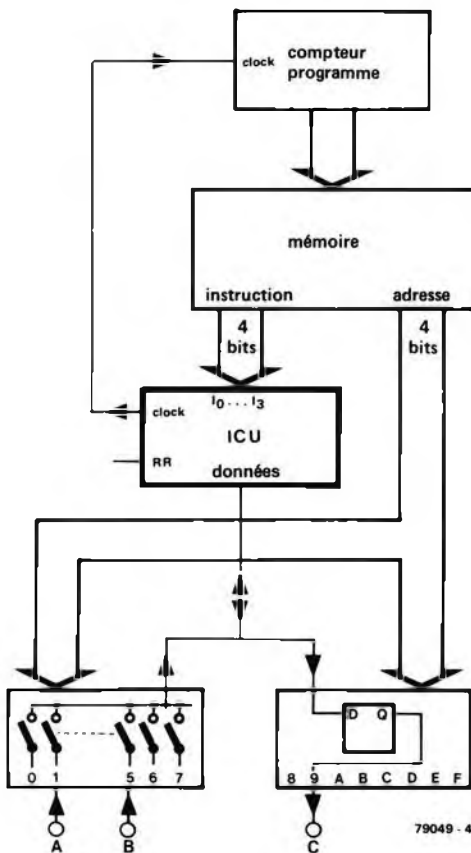 clock compteur
programme
mémoire
instruction adresse
4 bits 4 bits
I0 . . . I3
clock
ICU
RR
données
D Q
0 1 5 6 7
8 9 A B C D E F
A B C
79049 - 4